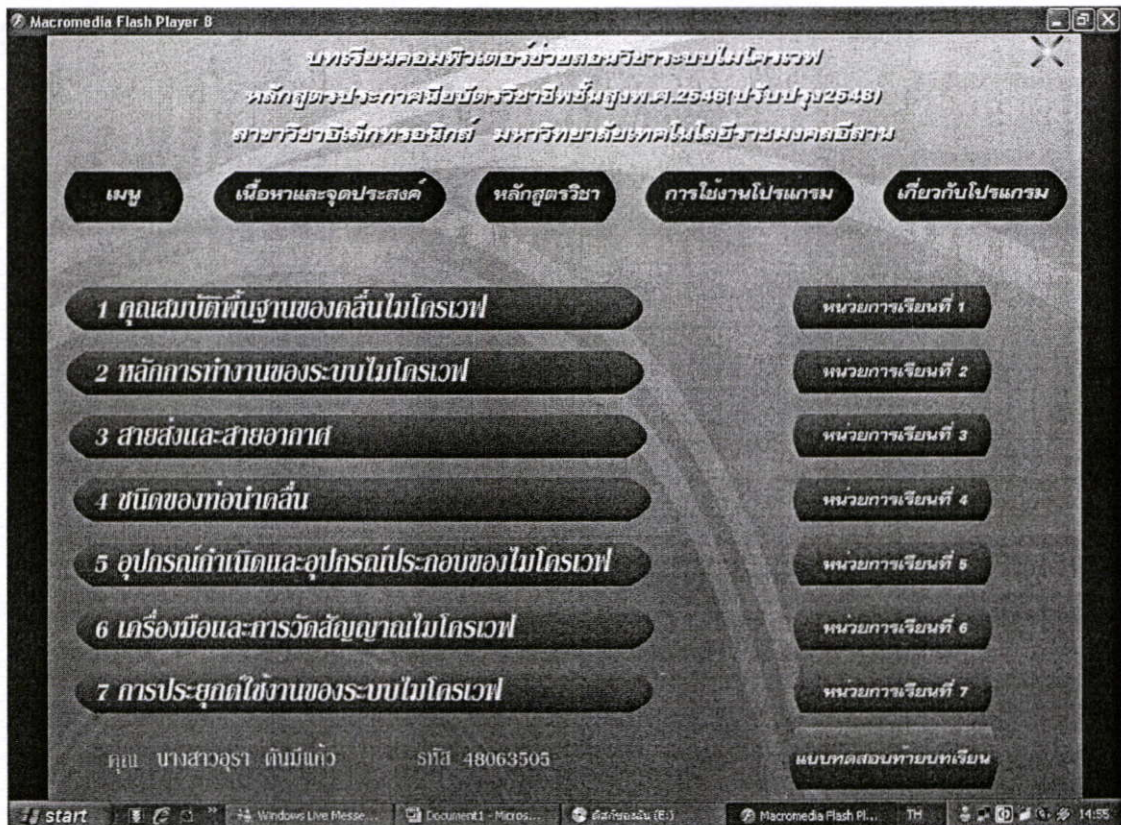 Macromedia Flash Player 8
บทเรียนคอมพิวเตอร์ช่วยสอนวิชาระบบไมโครเวฟ
หลักสูตรประกาศนียบัตรวิชาชีพชั้นสูงพ.ศ.2546(ปรับปรุง2548)
สาขาวิชาอิเล็กทรอนิกส์ มหาวิทยาลัยเทคโนโลยีราชมงคลอีสาน
เมนู เนื้อหาและจุดประสงค์ หลักสูตรวิชา การใช้งานโปรแกรม เกี่ยวกับโปรแกรม
1 คุณสมบัติพื้นฐานของคลื่นไมโครเวฟ หน่วยการเรียนที่ 1
2 หลักการทำงานของระบบไมโครเวฟ หน่วยการเรียนที่ 2
3 สายส่งและสายอากาศ หน่วยการเรียนที่ 3
4 ชนิดของท่อนำคลื่น หน่วยการเรียนที่ 4
5 อุปกรณ์กำเนิดและอุปกรณ์ประกอบของไมโครเวฟ หน่วยการเรียนที่ 5
6 เครื่องมือและการวัดสัญญาณไมโครเวฟ หน่วยการเรียนที่ 6
7 การประยุกต์ใช้งานของระบบไมโครเวฟ หน่วยการเรียนที่ 7
คุณ นางสาวอุรา ตันมีแก้ว รหัส 48063505 แบบทดสอบท้ายบทเรียน
start Windows Live Messe... Document1 - Micros... ดิสก์ของฉัน (E:) Macromedia Flash Pl... TH 14:55